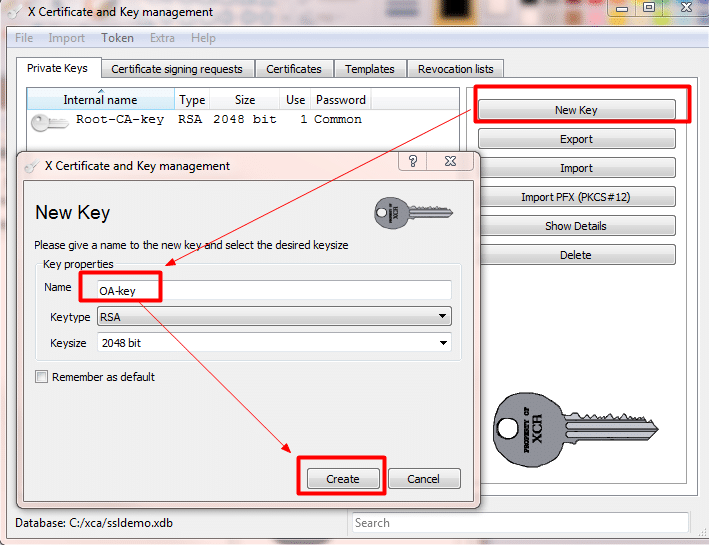 X Certificate and Key management
File Import Token Extra Help
Private Keys Certificate signing requests Certificates Templates Revocation lists
Internal name Type Size Use Password
Root-CA-key RSA 2048 bit 1 Common
New Key
Export
Import
Import PFX (PKCS#12)
Show Details
Delete
X Certificate and Key management
?
New Key
Please give a name to the new key and select the desired keysize
Key properties
Name OA-key
Keytype RSA
Keysize 2048 bit
Remember as default
Create Cancel
PROPERTY OF
XCR
Database: C:/xca/ssldemo.xdb
Search